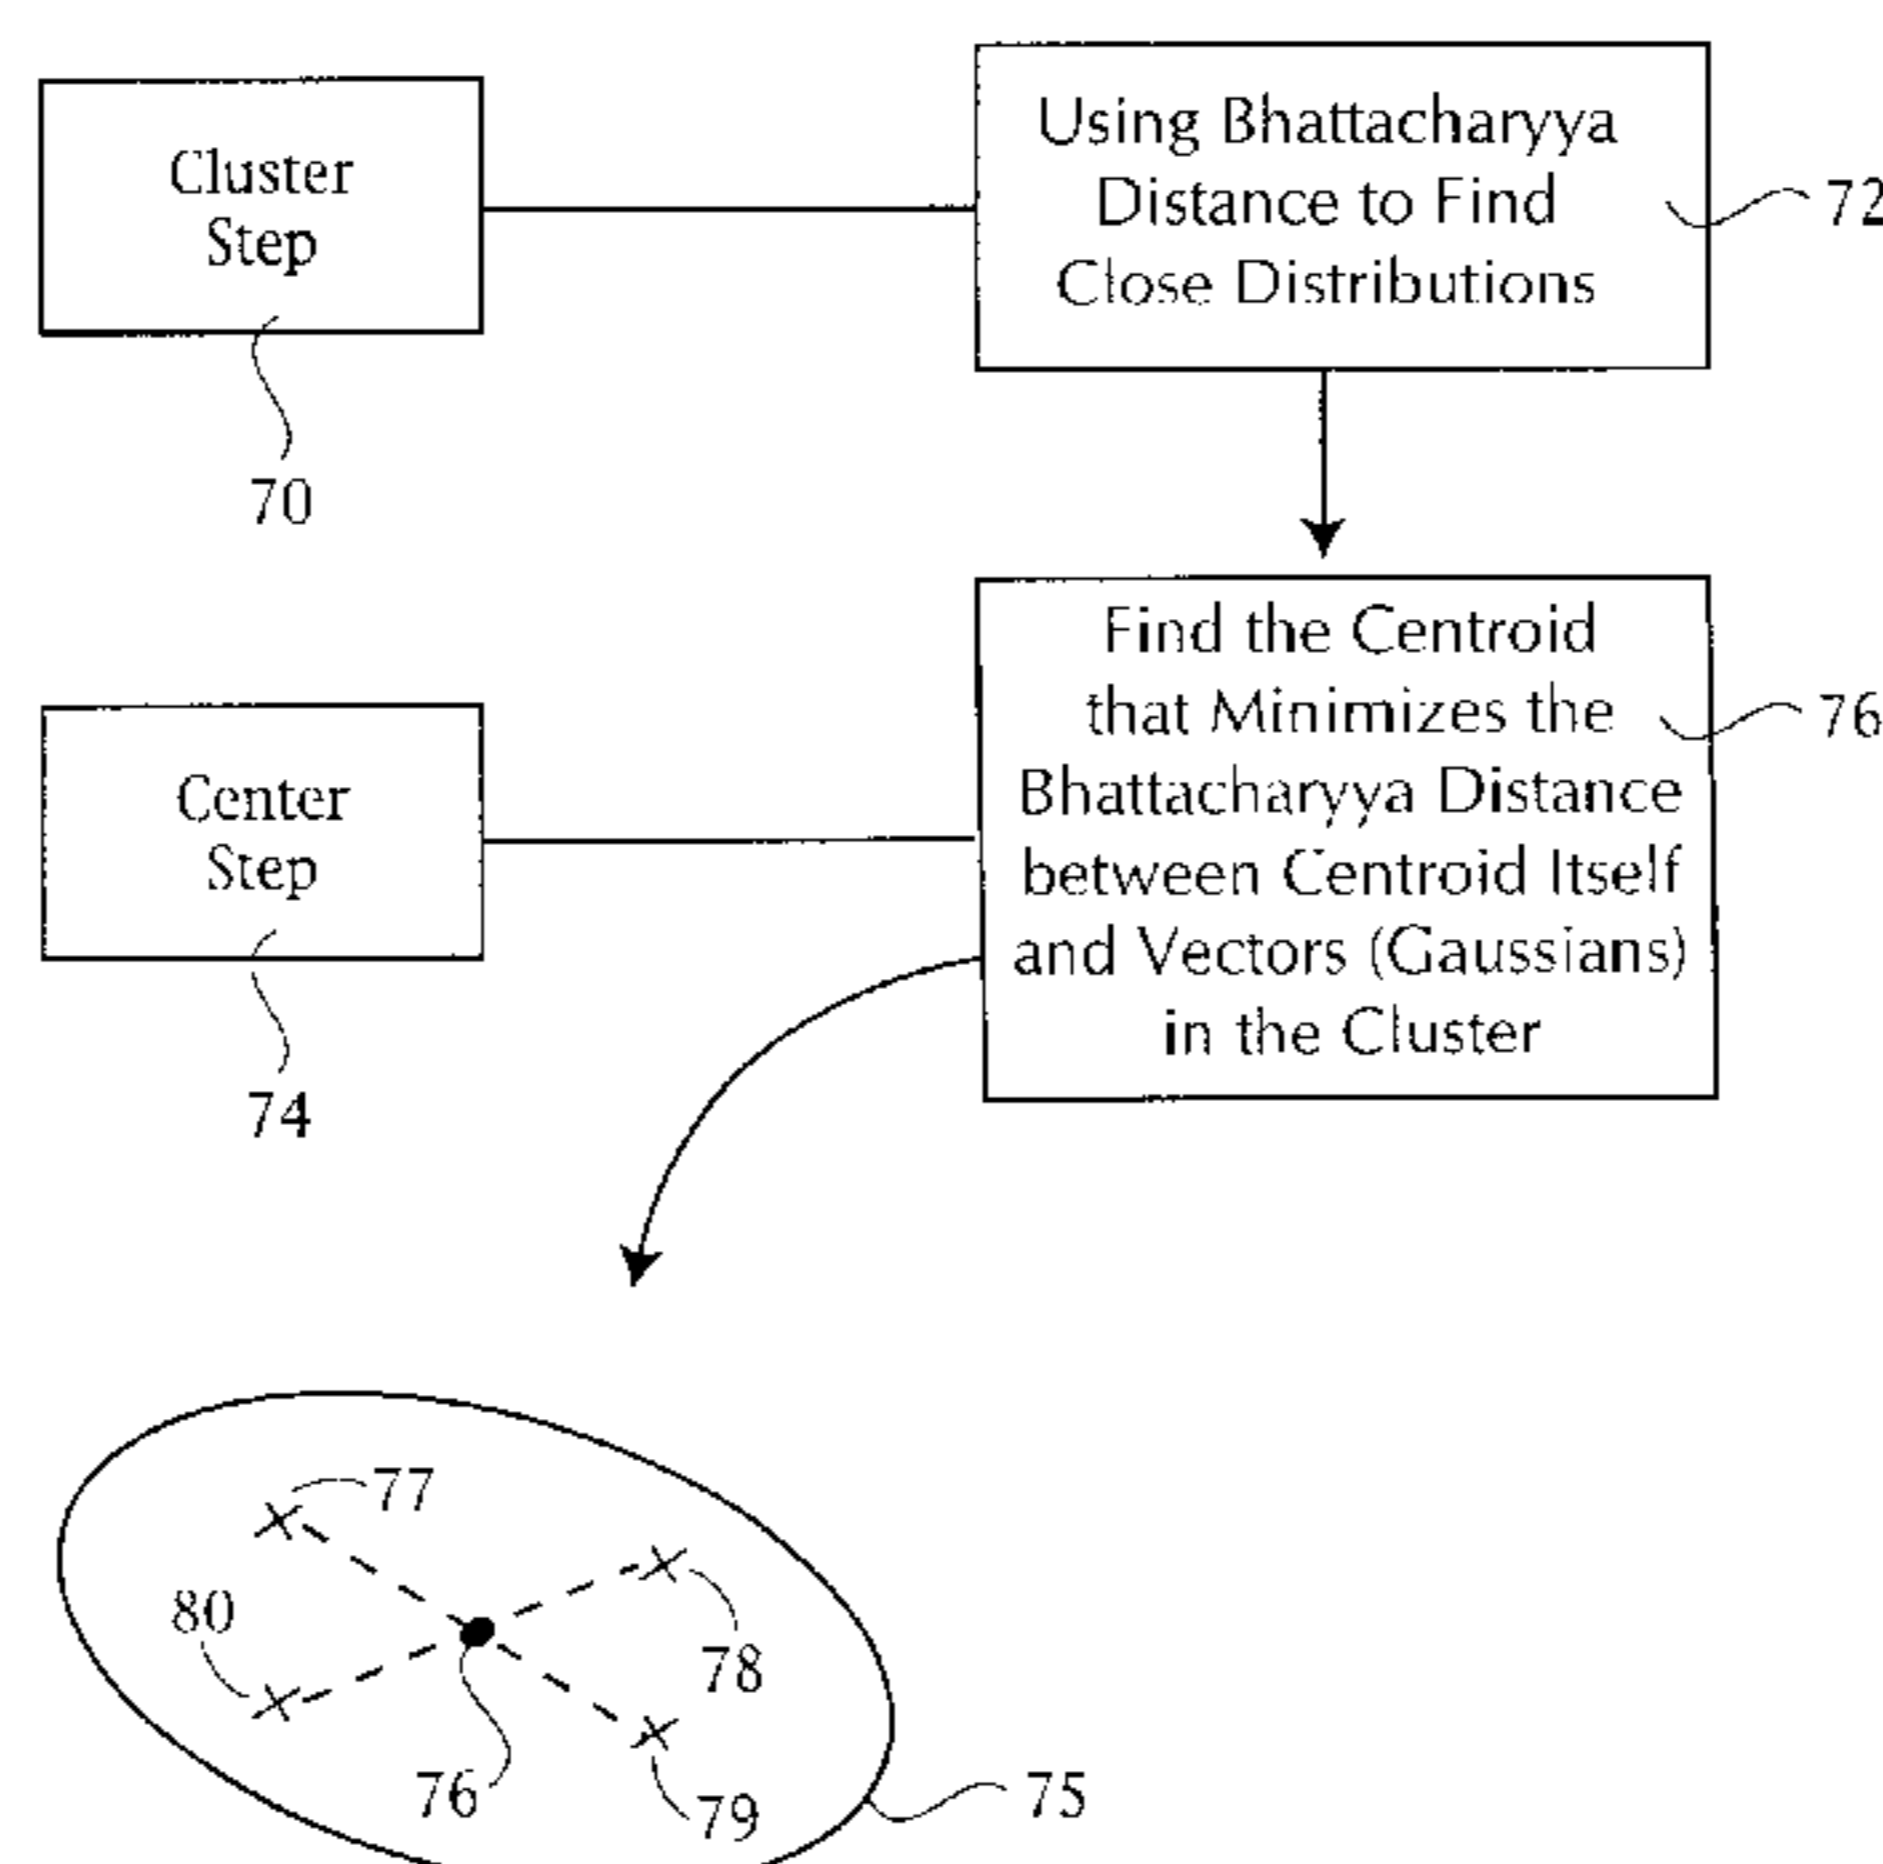 Cluster
Step
70
Using Bhattacharyya
Distance to Find
Close Distributions
72
Center
Step
74
Find the Centroid
that Minimizes the
Bhattacharyya Distance
between Centroid Itself
and Vectors (Gaussians)
in the Cluster
76
77
80
78
76
79
75